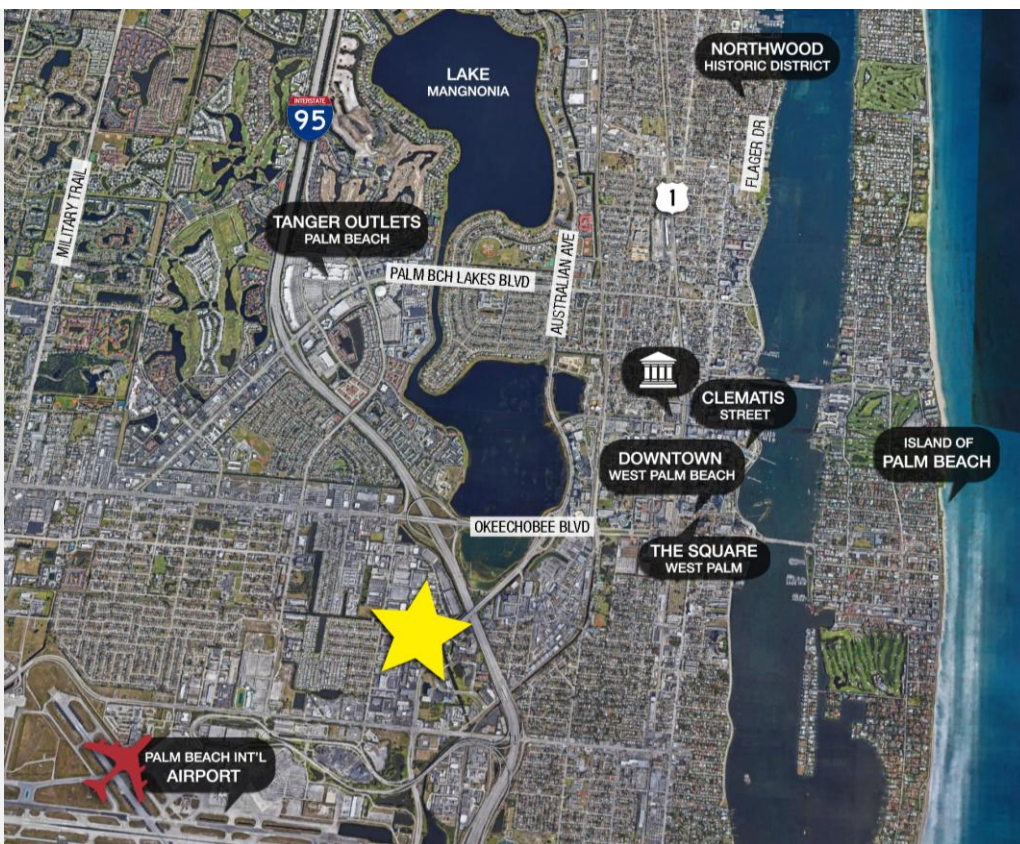 NORTHWOOD
HISTORIC DISTRICT
LAKE
MANGNONIA
INTERSTATE
95
FLAGER DR
MILITARY TRAIL
1
TANGER OUTLETS
PALM BEACH
PALM BCH LAKES BLVD
AUSTRALIAN AVE
CLEMATIS
STREET
ISLAND OF
PALM BEACH
DOWNTOWN
WEST PALM BEACH
OKEECHOBEE BLVD
THE SQUARE
WEST PALM
PALM BEACH INT'L
AIRPORT